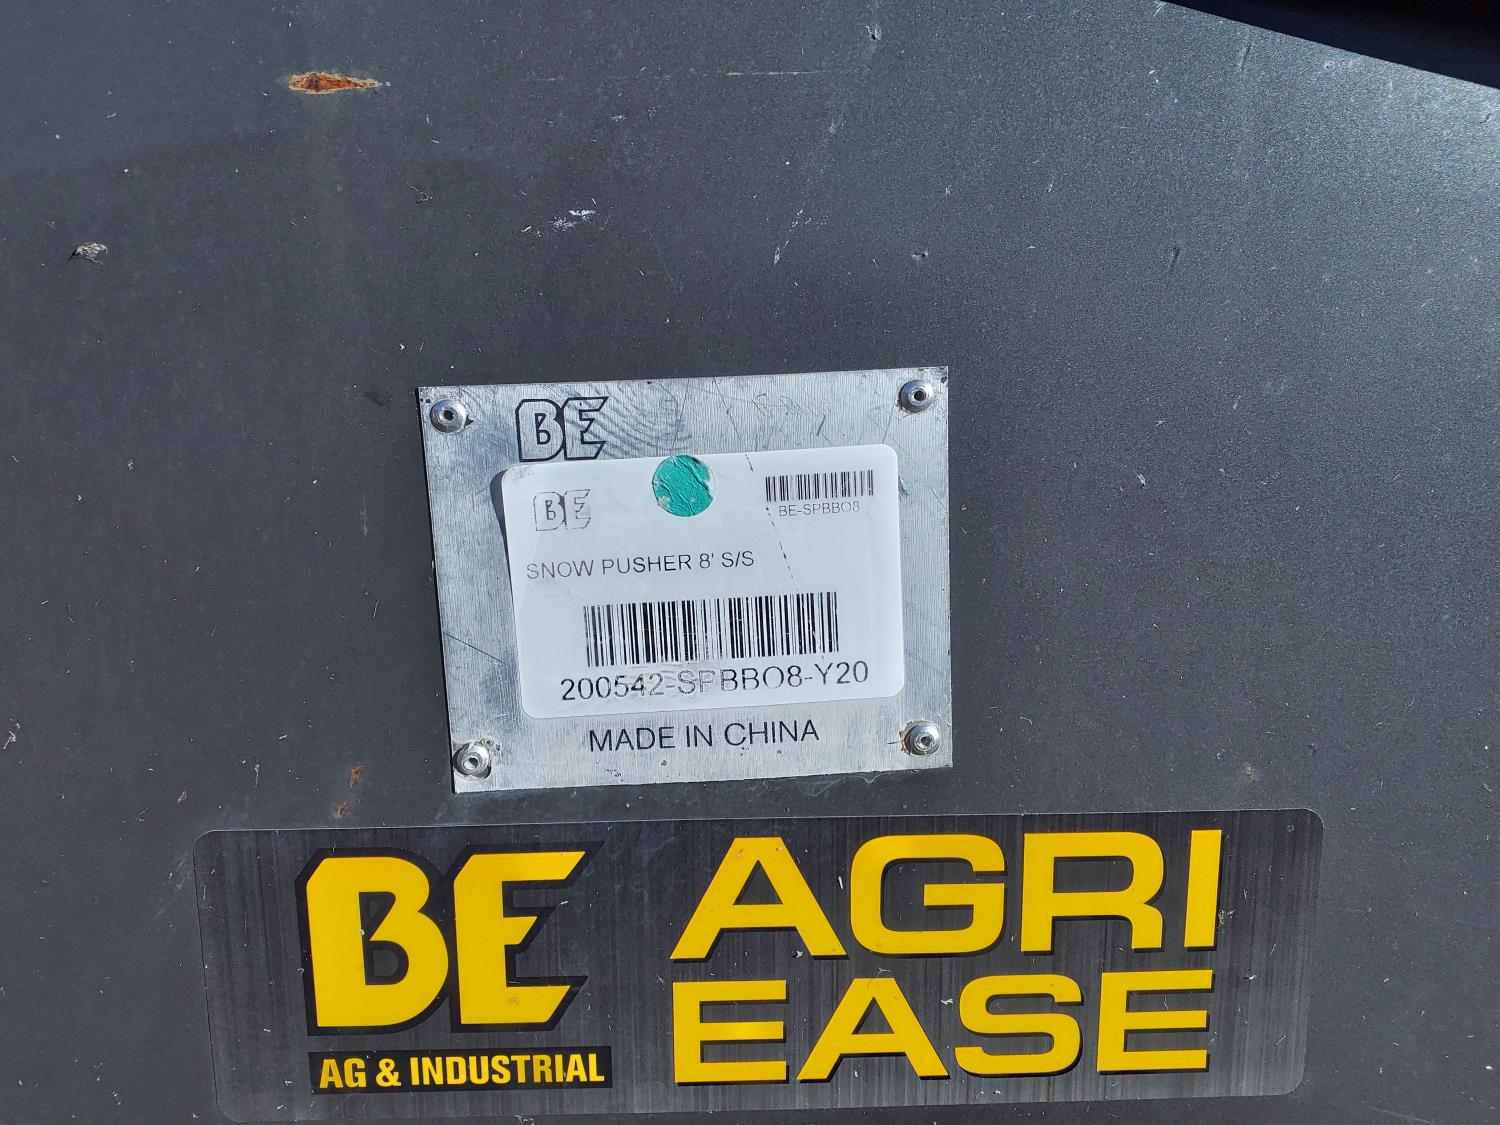 BE
BE
BE-SPBBO8
SNOW PUSHER 8' S/S
200542-SPBBO8-Y20
MADE IN CHINA
BE
AG & INDUSTRIAL
AGRI
EASE